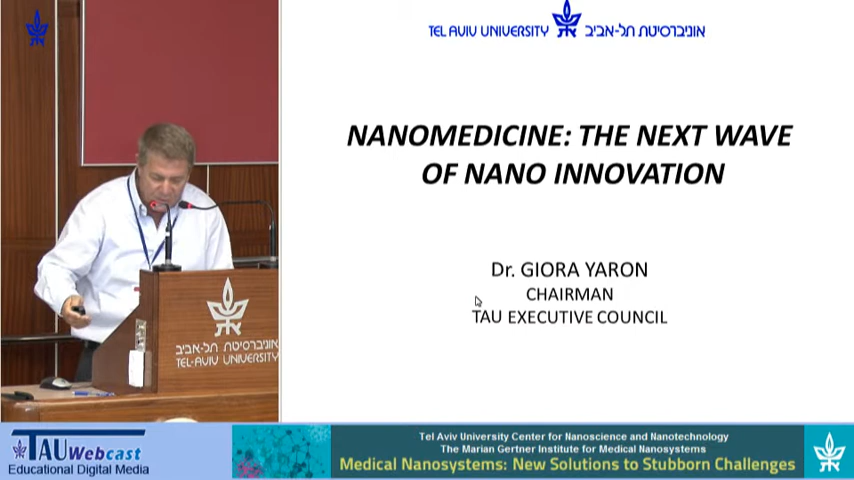 TEL AVIV UNIVERSITY אוניברסיטת תל-אביב
NANOMEDICINE: THE NEXT WAVE
OF NANO INNOVATION
Dr. GIORA YARON
CHAIRMAN
TAU EXECUTIVE COUNCIL
אוניברסיטת תל-אביב
TEL-AVIV UNIVERSITY
TAU Webcast
Educational Digital Media
Tel Aviv University Center for Nanoscience and Nanotechnology
The Marian Gertner Institute for Medical Nanosystems
Medical Nanosystems: New Solutions to Stubborn Challenges